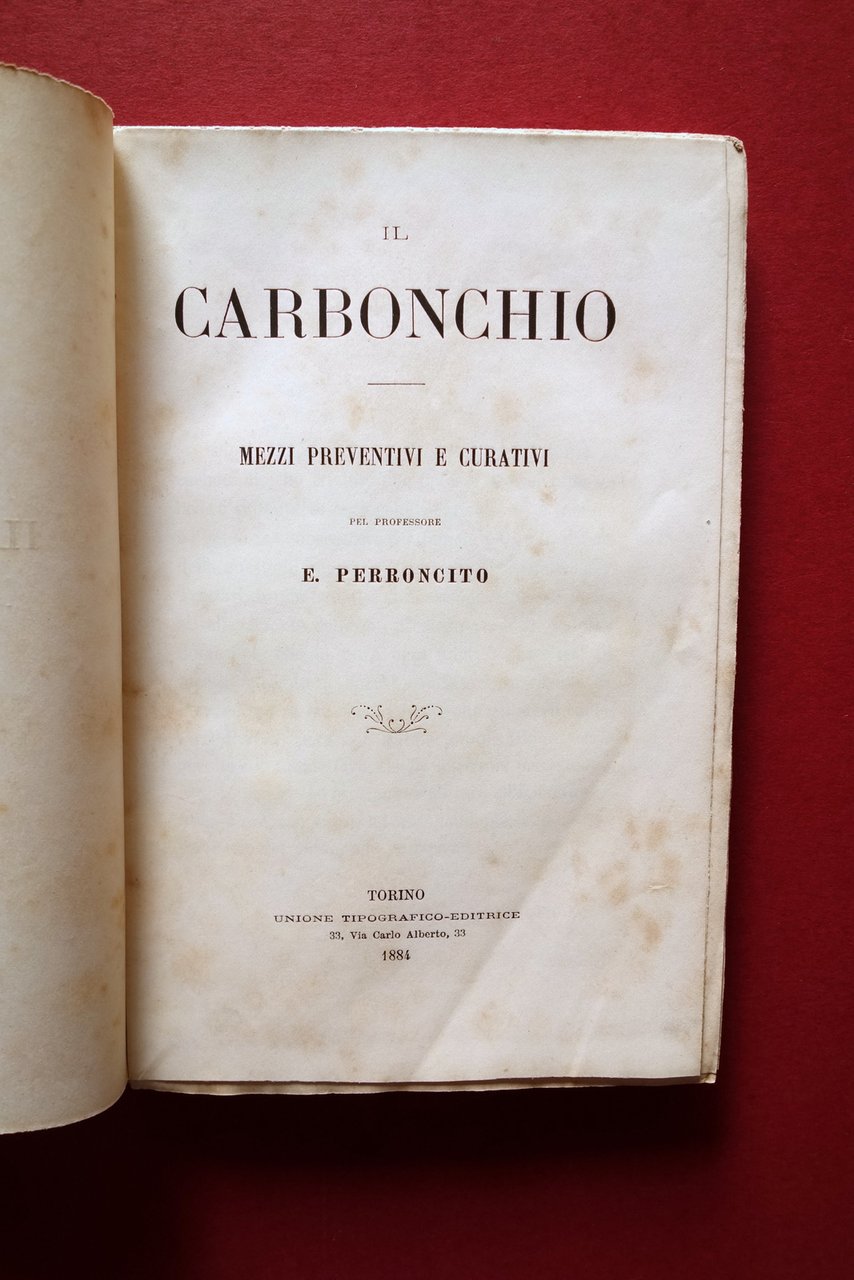 IL
CARBONCHIO
MEZZI PREVENTIVI E CURATIVI
PEL PROFESSORE
E. PERRONCITO
TORINO
UNIONE TIPOGRAFICO-EDITRICE
33, Via Carlo Alberto, 33
1884